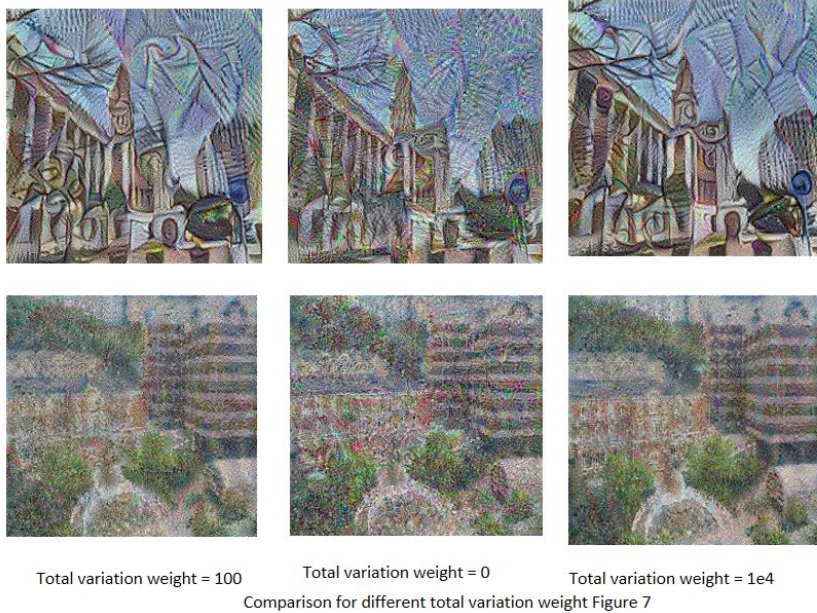 Total variation weight = 100
Total variation weight = 0
Total variation weight = 1e4
Comparison for different total variation weight Figure 7